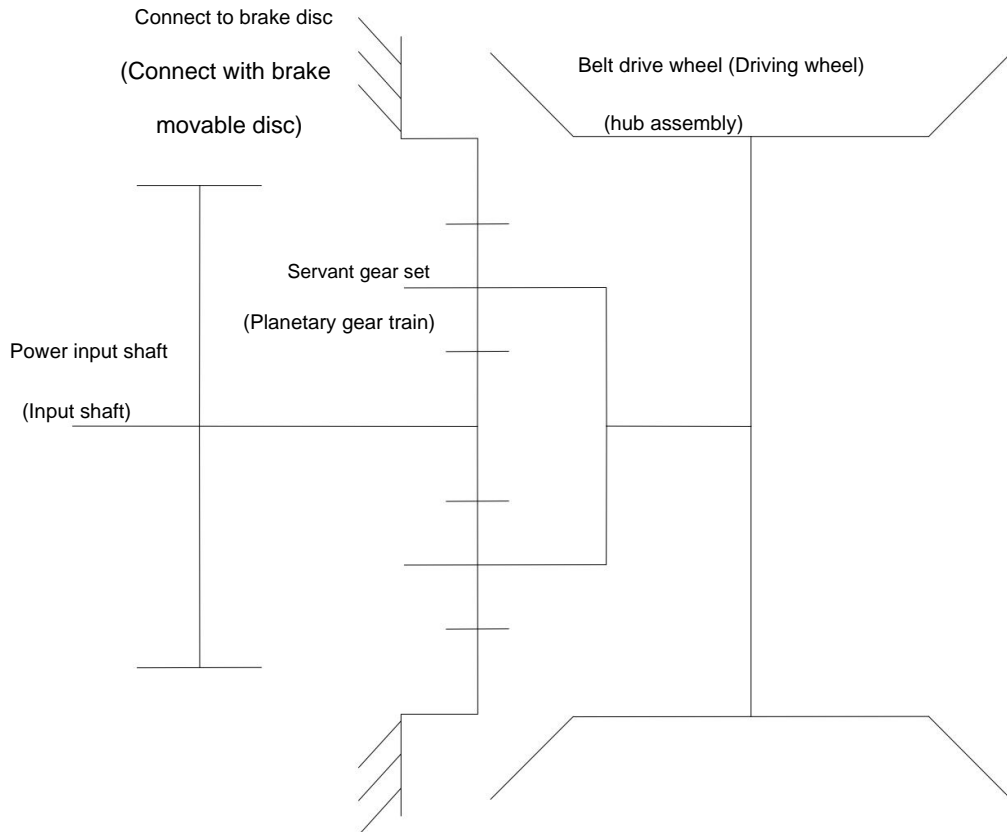 Connect to brake disc
(Connect with brake
movable disc)
Belt drive wheel (Driving wheel)
(hub assembly)
Servant gear set
(Planetary gear train)
Power input shaft
(Input shaft)